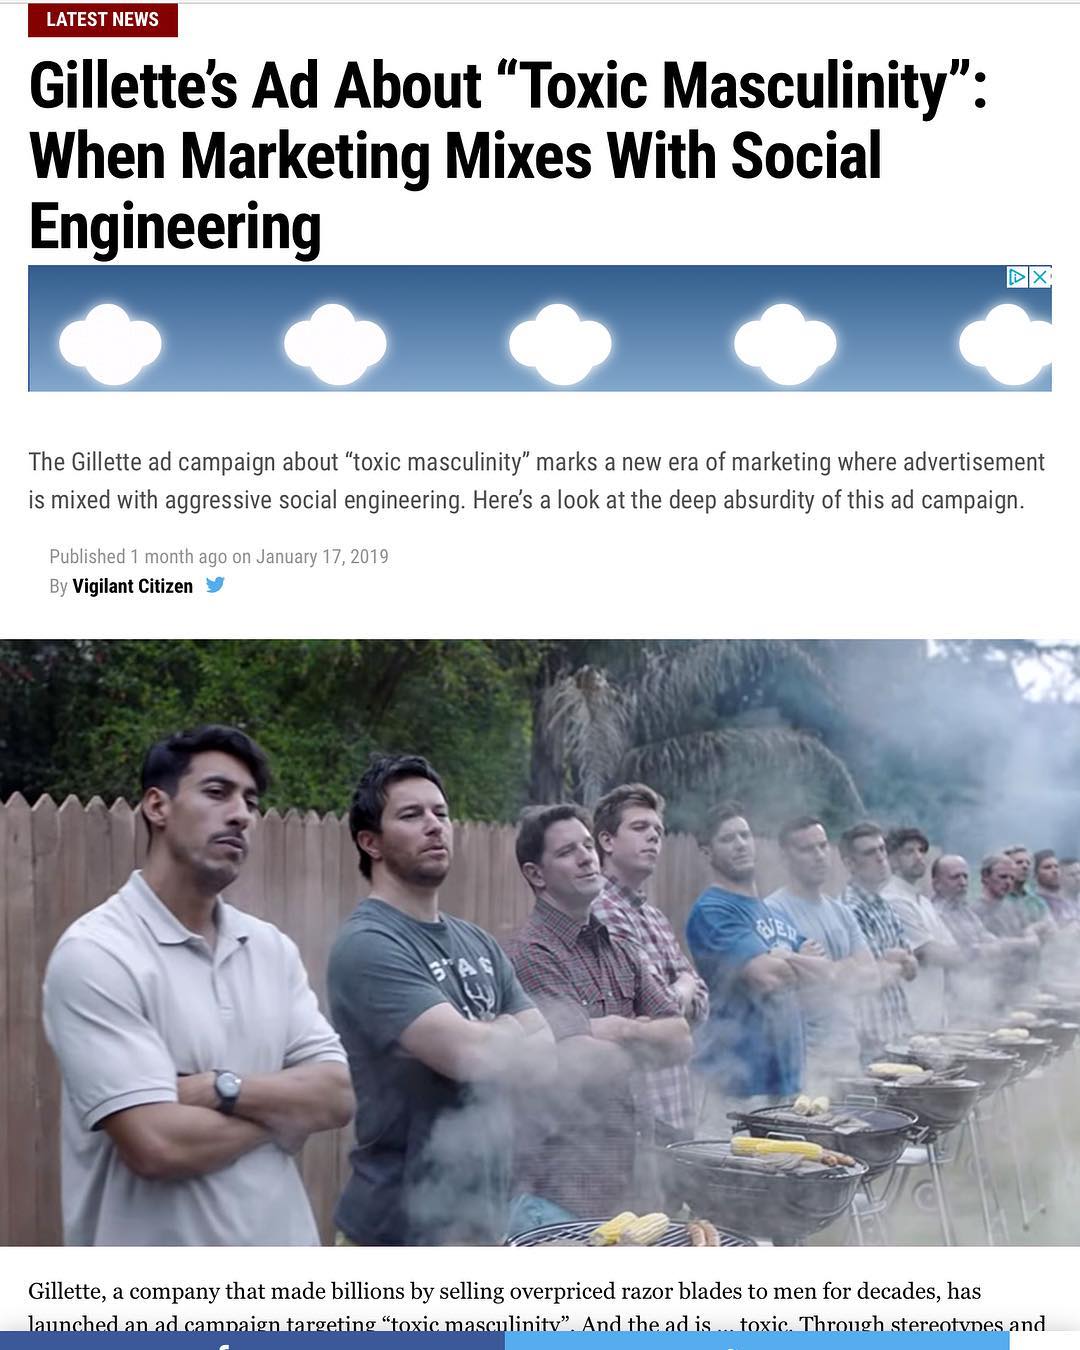 LATEST NEWS
Gillette’s Ad About “Toxic Masculinity”:
When Marketing Mixes With Social
Engineering
The Gillette ad campaign about “toxic masculinity” marks a new era of marketing where advertisement
is mixed with aggressive social engineering. Here’s a look at the deep absurdity of this ad campaign.
Published 1 month ago on January 17, 2019
By Vigilant Citizen
Gillette, a company that made billions by selling overpriced razor blades to men for decades, has
launched an ad campaign targeting “toxic masculinity”. And the ad is … toxic. Through stereotypes and